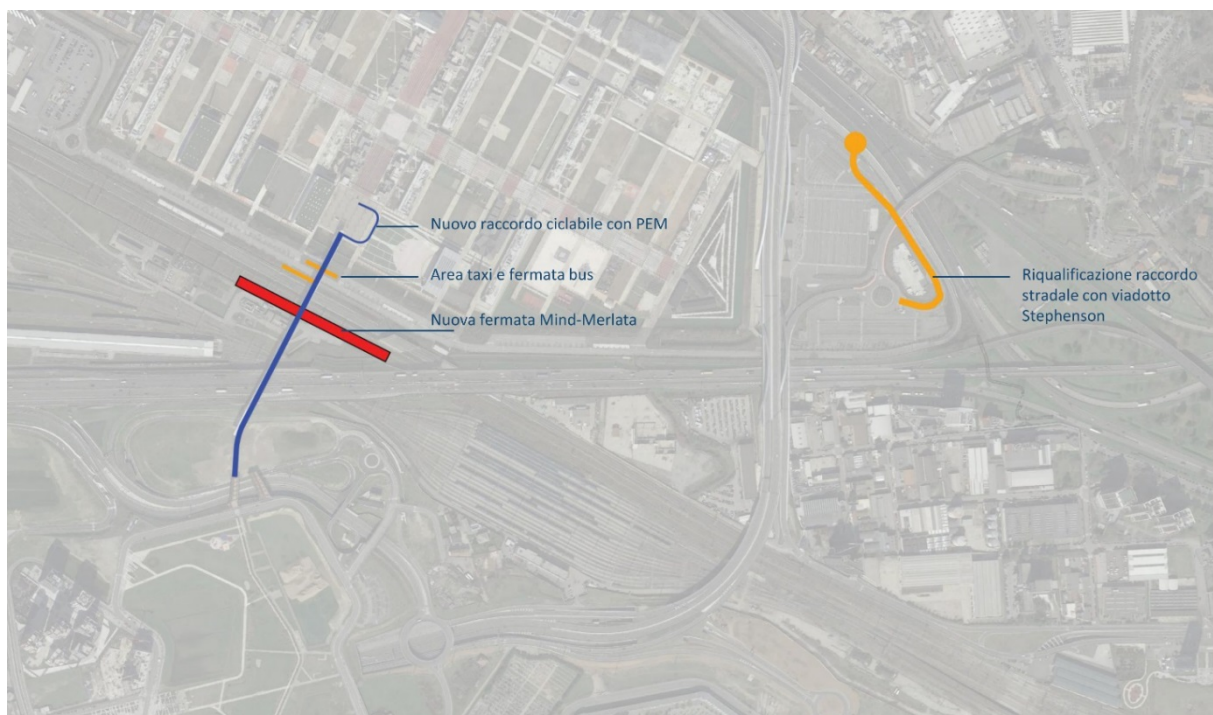 Nuovo raccordo ciclabile con PEM
Area taxi e fermata bus
Nuova fermata Mind-Merlata
Riqualificazione raccordo
stradale con viadotto
Stephenson